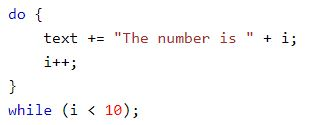 do {
    text += "The number is " + i;
    i++;
}
while (i < 10);